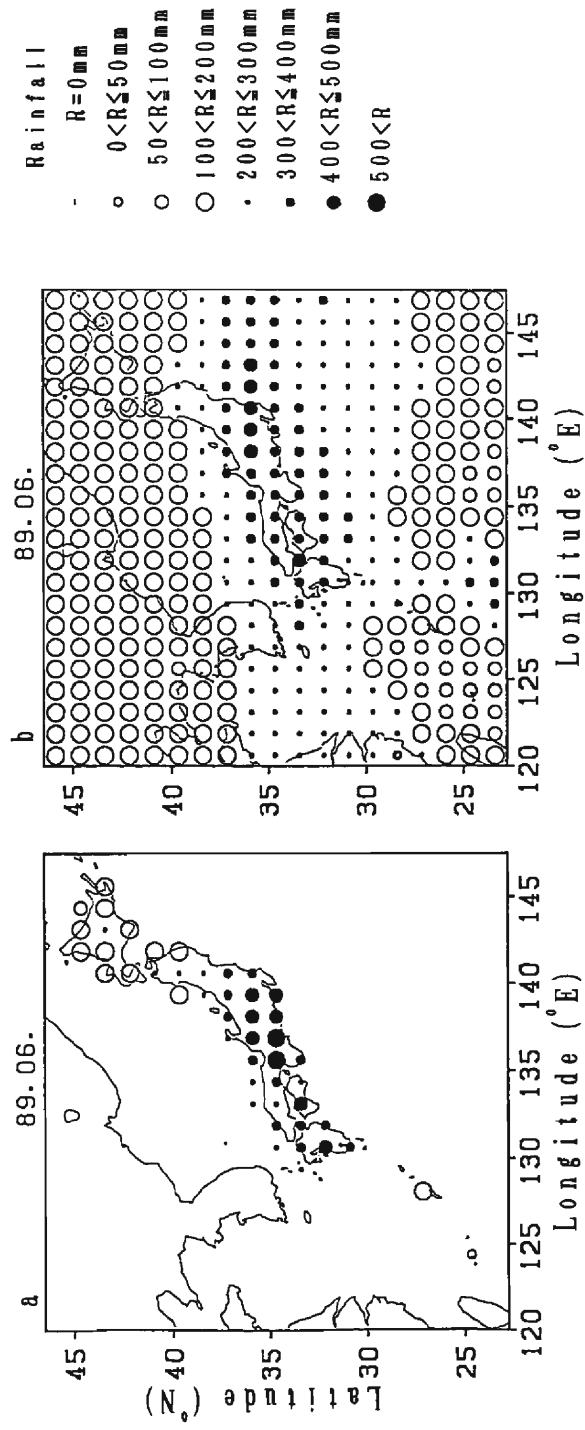 a
89. 06.
45
40
35
30
25
120 125 130 135 140 145
Latitude (°N)
Longitude (°E)
b
89. 06.
45
40
35
30
25
120 125 130 135 140 145
Longitude (°E)
Rainfall
- R=0mm
0<R≦50mm
50<R≦100mm
100<R≦200mm
200<R≦300mm
300<R≦400mm
400<R≦500mm
500<R